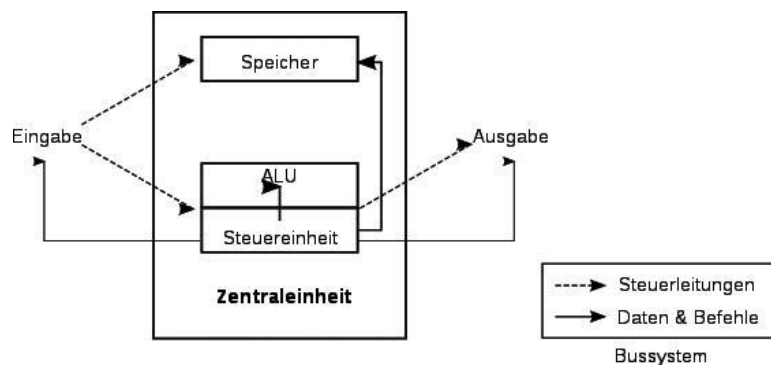 Speicher
Eingabe
Ausgabe
ALU
Steuereinheit
Zentraleinheit
Steuerleitungen
Daten & Befehle
Bussystem